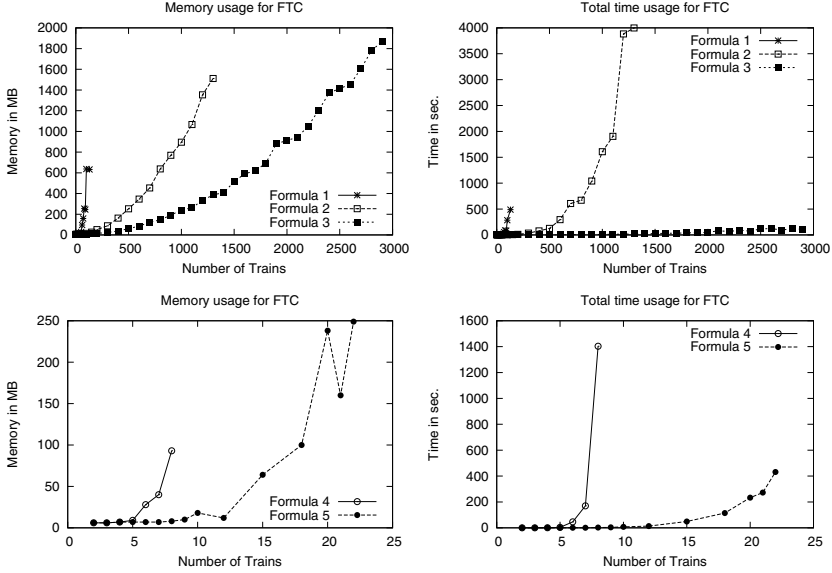 Memory usage for FTC
Memory in MB
2000
1800
1600
1400
1200
1000
800
600
400
200
0
Formula 1
Formula 2
Formula 3
0 500 1000 1500 2000 2500 3000
Number of Trains
Total time usage for FTC
Time in sec.
4000
3500
3000
2500
2000
1500
1000
500
0
Formula 1
Formula 2
Formula 3
0 500 1000 1500 2000 2500 3000
Number of Trains
Memory usage for FTC
Memory in MB
250
200
150
100
50
0
Formula 4
Formula 5
0 5 10 15 20 25
Number of Trains
Total time usage for FTC
Time in sec.
1600
1400
1200
1000
800
600
400
200
0
Formula 4
Formula 5
0 5 10 15 20 25
Number of Trains